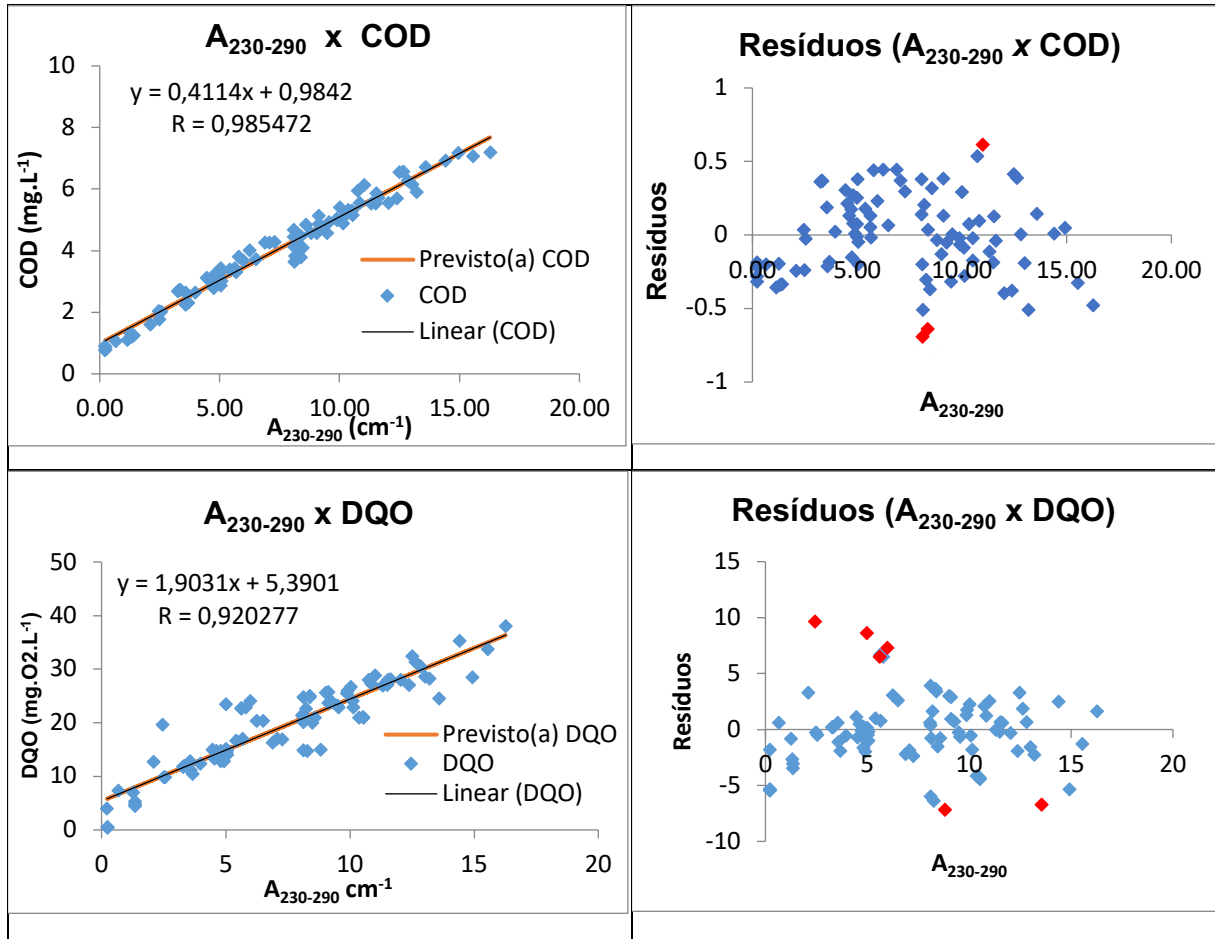 A230-290 x COD
10
8
6
4
2
0
COD (mg.L-1)
y = 0,4114x + 0,9842
R = 0,985472
Previsto(a) COD
COD
Linear (COD)
0.00 5.00 10.00 15.00 20.00
A230-290 (cm-1)
Resíduos (A230-290 x COD)
1
0.5
0
-0.5
-1
Resíduos
0.00 5.00 10.00 15.00 20.00
A230-290
A230-290 x DQO
50
40
30
20
10
0
DQO (mg.O2.L-1)
y = 1,9031x + 5,3901
R = 0,920277
Previsto(a) DQO
DQO
Linear (DQO)
0 5 10 15 20
A230-290 cm-1
Resíduos (A230-290 x DQO)
15
10
5
0
-5
-10
Resíduos
0 5 10 15 20
A230-290